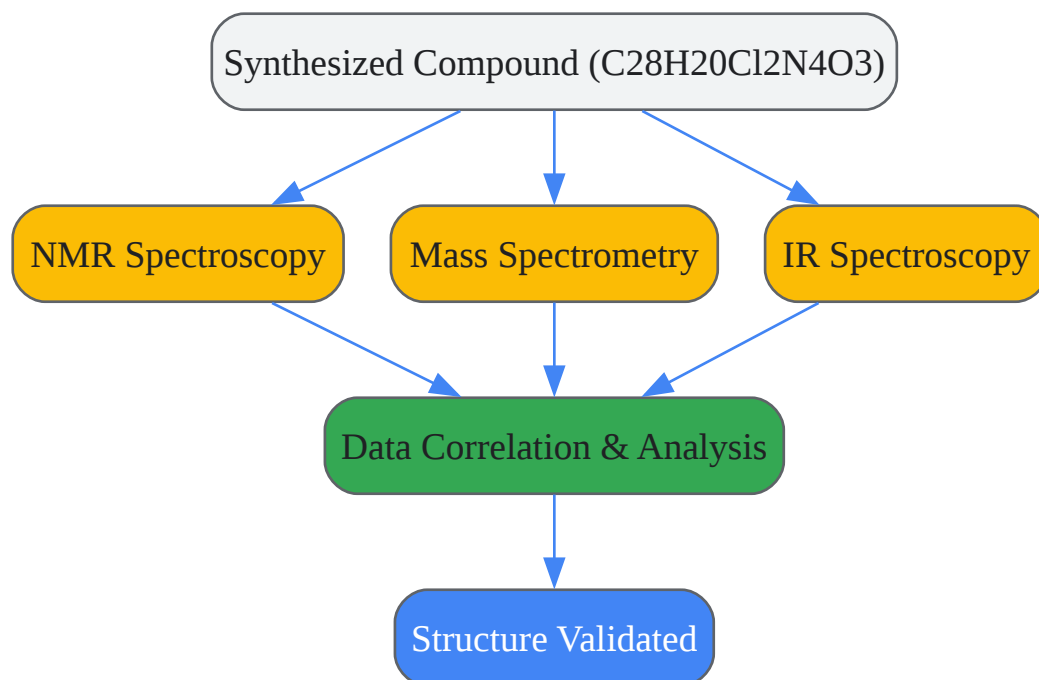 Synthesized Compound (C28H20Cl2N4O3)
NMR Spectroscopy
Mass Spectrometry
IR Spectroscopy
Data Correlation & Analysis
Structure Validated